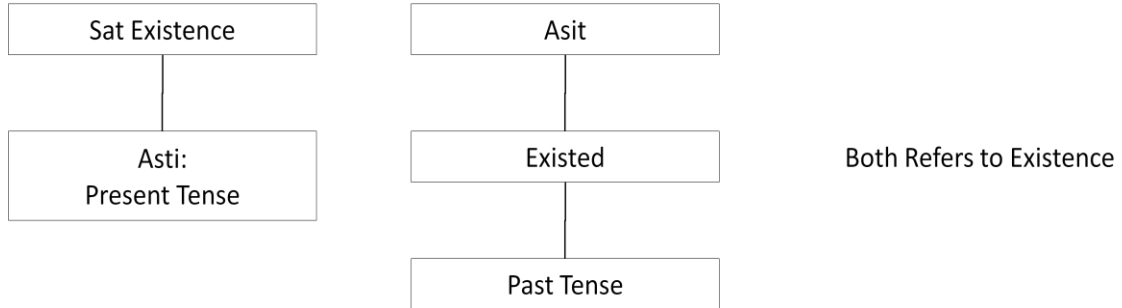 Sat Existence
Asti:
Present Tense
Asit
Existed
Past Tense
Both Refers to Existence